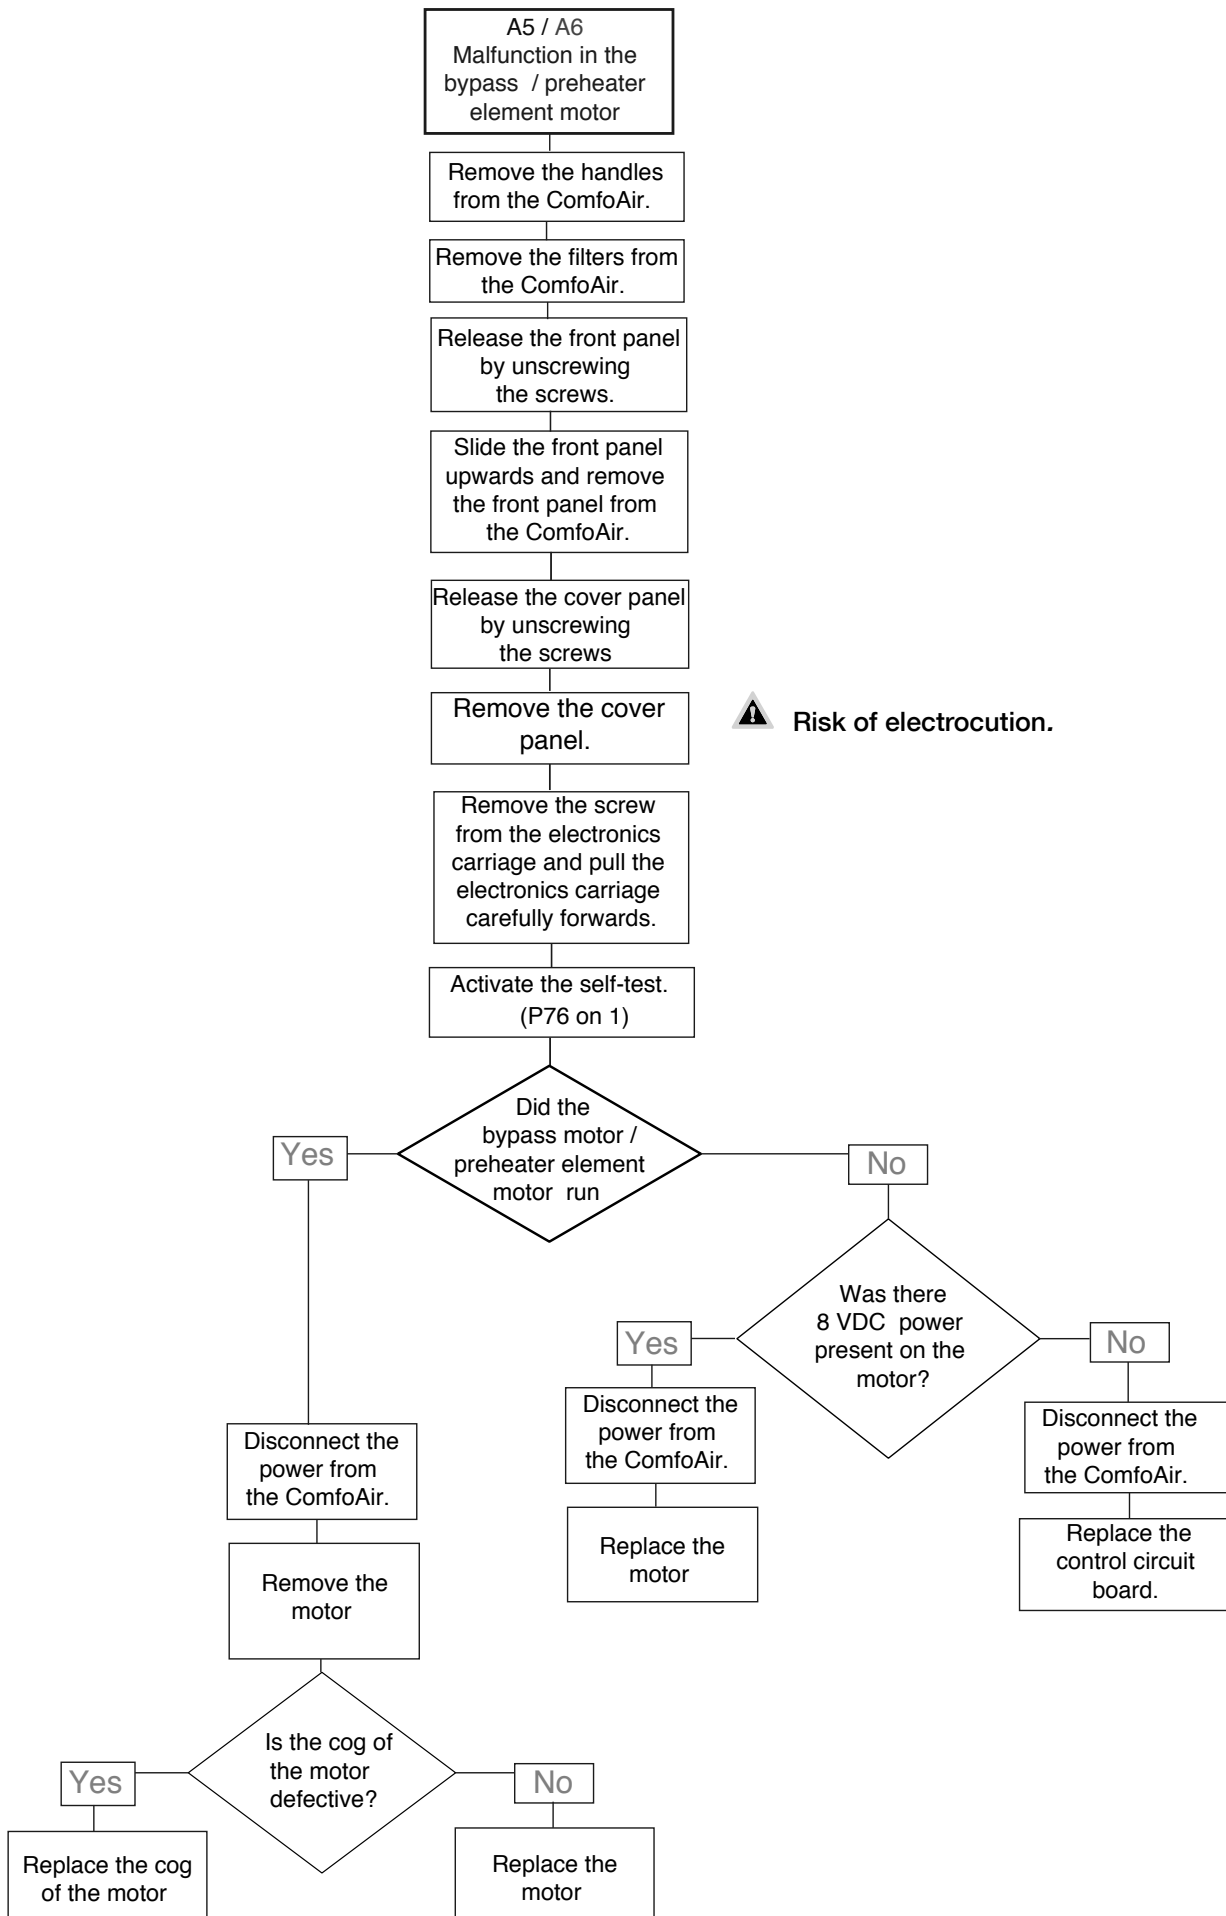 A5 / A6
Malfunction in the
bypass / preheater
element motor
Remove the handles
from the ComfoAir.
Remove the filters from
the ComfoAir.
Release the front panel
by unscrewing
the screws.
Slide the front panel
upwards and remove
the front panel from
the ComfoAir.
Release the cover panel
by unscrewing
the screws
Remove the cover
panel.
Risk of electrocution.
Remove the screw
from the electronics
carriage and pull the
electronics carriage
carefully forwards.
Activate the self-test.
(P76 on 1)
Did the
bypass motor /
preheater element
motor run
Yes
No
Was there
8 VDC power
present on the
motor?
Yes
No
Disconnect the
power from
the ComfoAir.
Replace the
motor
Disconnect the
power from
the ComfoAir.
Replace the
control circuit
board.
Disconnect the
power from
the ComfoAir.
Remove the
motor
Is the cog of
the motor
defective?
Yes
No
Replace the cog
of the motor
Replace the
motor